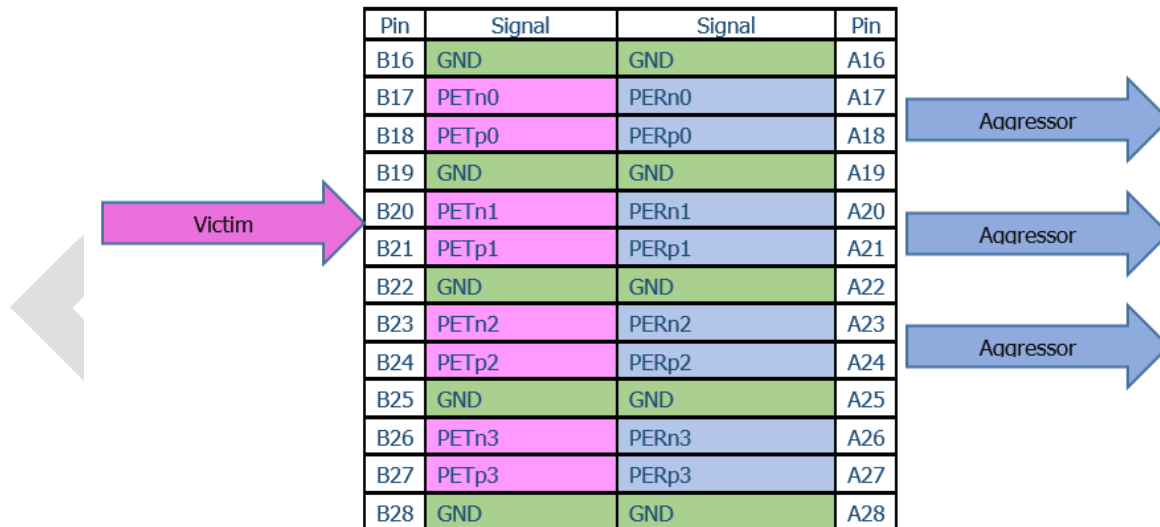 Pin Signal Signal Pin
B16 GND GND A16
B17 PETn0 PERn0 A17
Aggressor
B18 PETp0 PERp0 A18
B19 GND GND A19
B20 PETn1 PERn1 A20
Victim
Aggressor
B21 PETp1 PERp1 A21
B22 GND GND A22
B23 PETn2 PERn2 A23
Aggressor
B24 PETp2 PERp2 A24
B25 GND GND A25
B26 PETn3 PERn3 A26
B27 PETp3 PERp3 A27
B28 GND GND A28